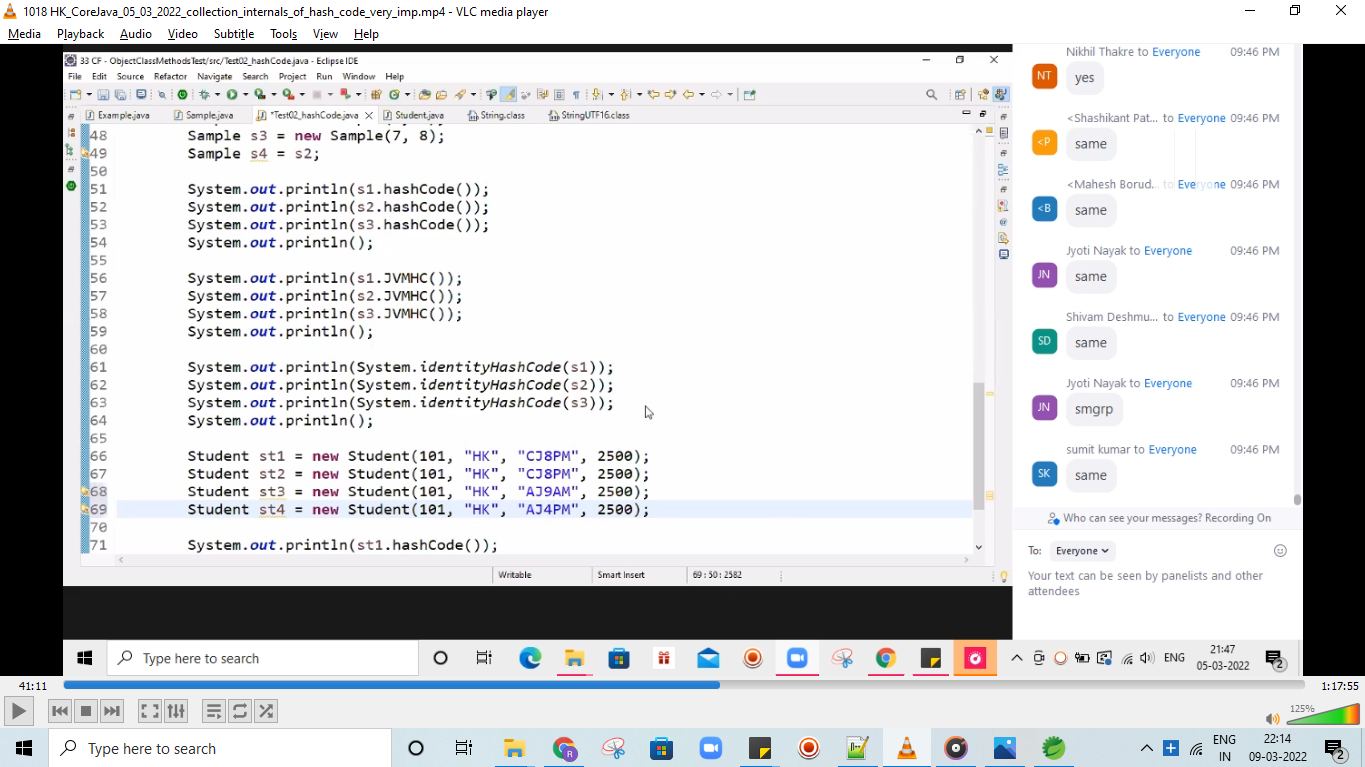 1018 HK_CoreJava_05_03_2022_collection_internals_of_hash_code_very_imp.mp4 - VLC media player
Media Playback Audio Video Subtitle Tools View Help
33 CF - ObjectClassMethodsTest/src/Test02_hashCode.java - Eclipse IDE
File Edit Source Refactor Navigate Search Project Run Window Help
Example.java Sample.java *Test02_hashCode.java Student.java String.class StringUTF16.class
48 Sample s3 = new Sample(7, 8);
49 Sample s4 = s2;
50
51 System.out.println(s1.hashCode());
52 System.out.println(s2.hashCode());
53 System.out.println(s3.hashCode());
54 System.out.println();
55
56 System.out.println(s1.JVMHC());
57 System.out.println(s2.JVMHC());
58 System.out.println(s3.JVMHC());
59 System.out.println();
60
61 System.out.println(System.identityHashCode(s1));
62 System.out.println(System.identityHashCode(s2));
63 System.out.println(System.identityHashCode(s3));
64 System.out.println();
65
66 Student st1 = new Student(101, "HK", "CJ8PM", 2500);
67 Student st2 = new Student(101, "HK", "CJ8PM", 2500);
68 Student st3 = new Student(101, "HK", "AJ9AM", 2500);
69 Student st4 = new Student(101, "HK", "AJ4PM", 2500);
70
71 System.out.println(st1.hashCode());
Writable Smart Insert 69 : 50 : 2582
Nikhil Thakre to Everyone 09:46 PM
NT yes
<Shashikant Pat... to Everyone 09:46 PM
<P same
<Mahesh Borud... to Everyone 09:46 PM
<B same
Jyoti Nayak to Everyone 09:46 PM
JN same
Shivam Deshmu... to Everyone 09:46 PM
SD same
Jyoti Nayak to Everyone 09:46 PM
JN smgrp
sumit kumar to Everyone 09:46 PM
SK same
Who can see your messages? Recording On
To: Everyone
Your text can be seen by panelists and other
attendees
Type here to search ENG 21:47
05-03-2022 2
41:11 1:17:55
125%
Type here to search R ENG 22:14
IN 09-03-2022 2